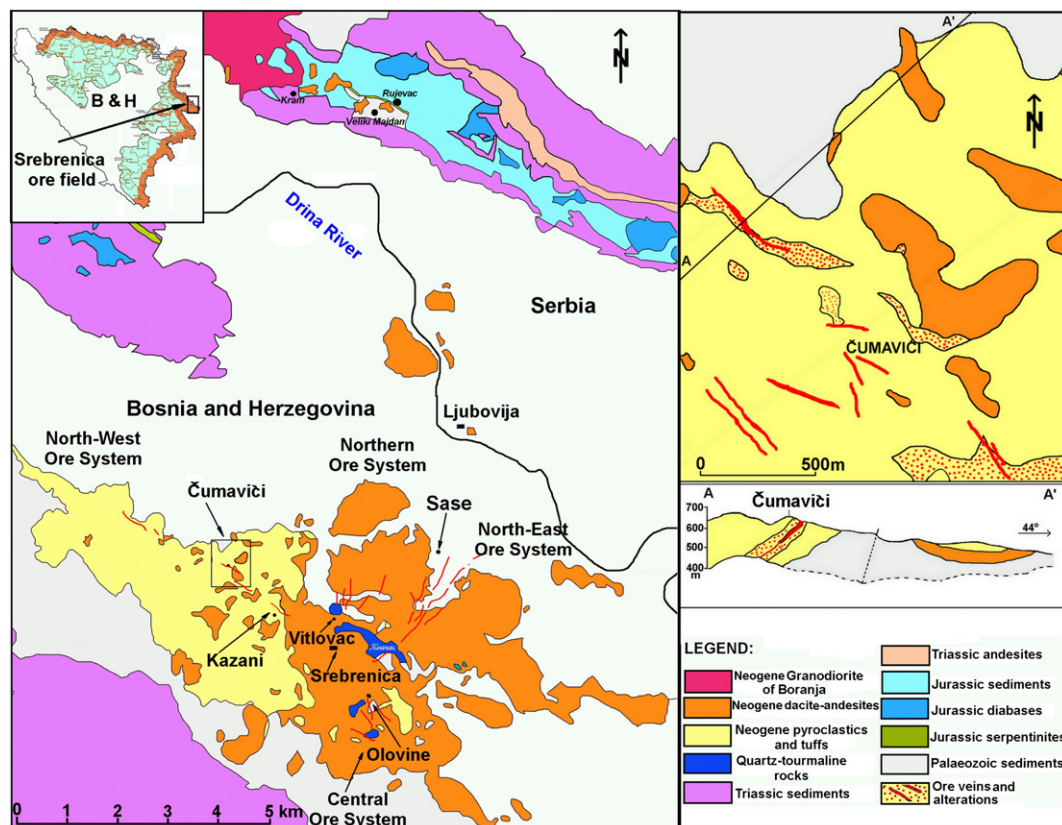 B & H
Srebrenica
ore field
N
Kram
Rujevac
Veliki Majdan
Drina River
Serbia
Bosnia and Herzegovina
Ljubovija
North-West
Ore System
Northern
Ore System
Čumavići
Sase
North-East
Ore System
Vitlovac
Kazani
Srebrenica
Olovine
Central
Ore System
0 1 2 3 4 5 km
A'
N
A
ČUMAVIĆI
0 500m
A Čumavići A'
700
600
500
400
m
44°
LEGEND:
Neogene Granodiorite
of Boranja
Neogene dacite-andesites
Neogene pyroclastics
and tuffs
Quartz-tourmaline
rocks
Triassic sediments
Triassic andesites
Jurassic sediments
Jurassic diabases
Jurassic serpentinites
Palaeozoic sediments
Ore veins and
alterations